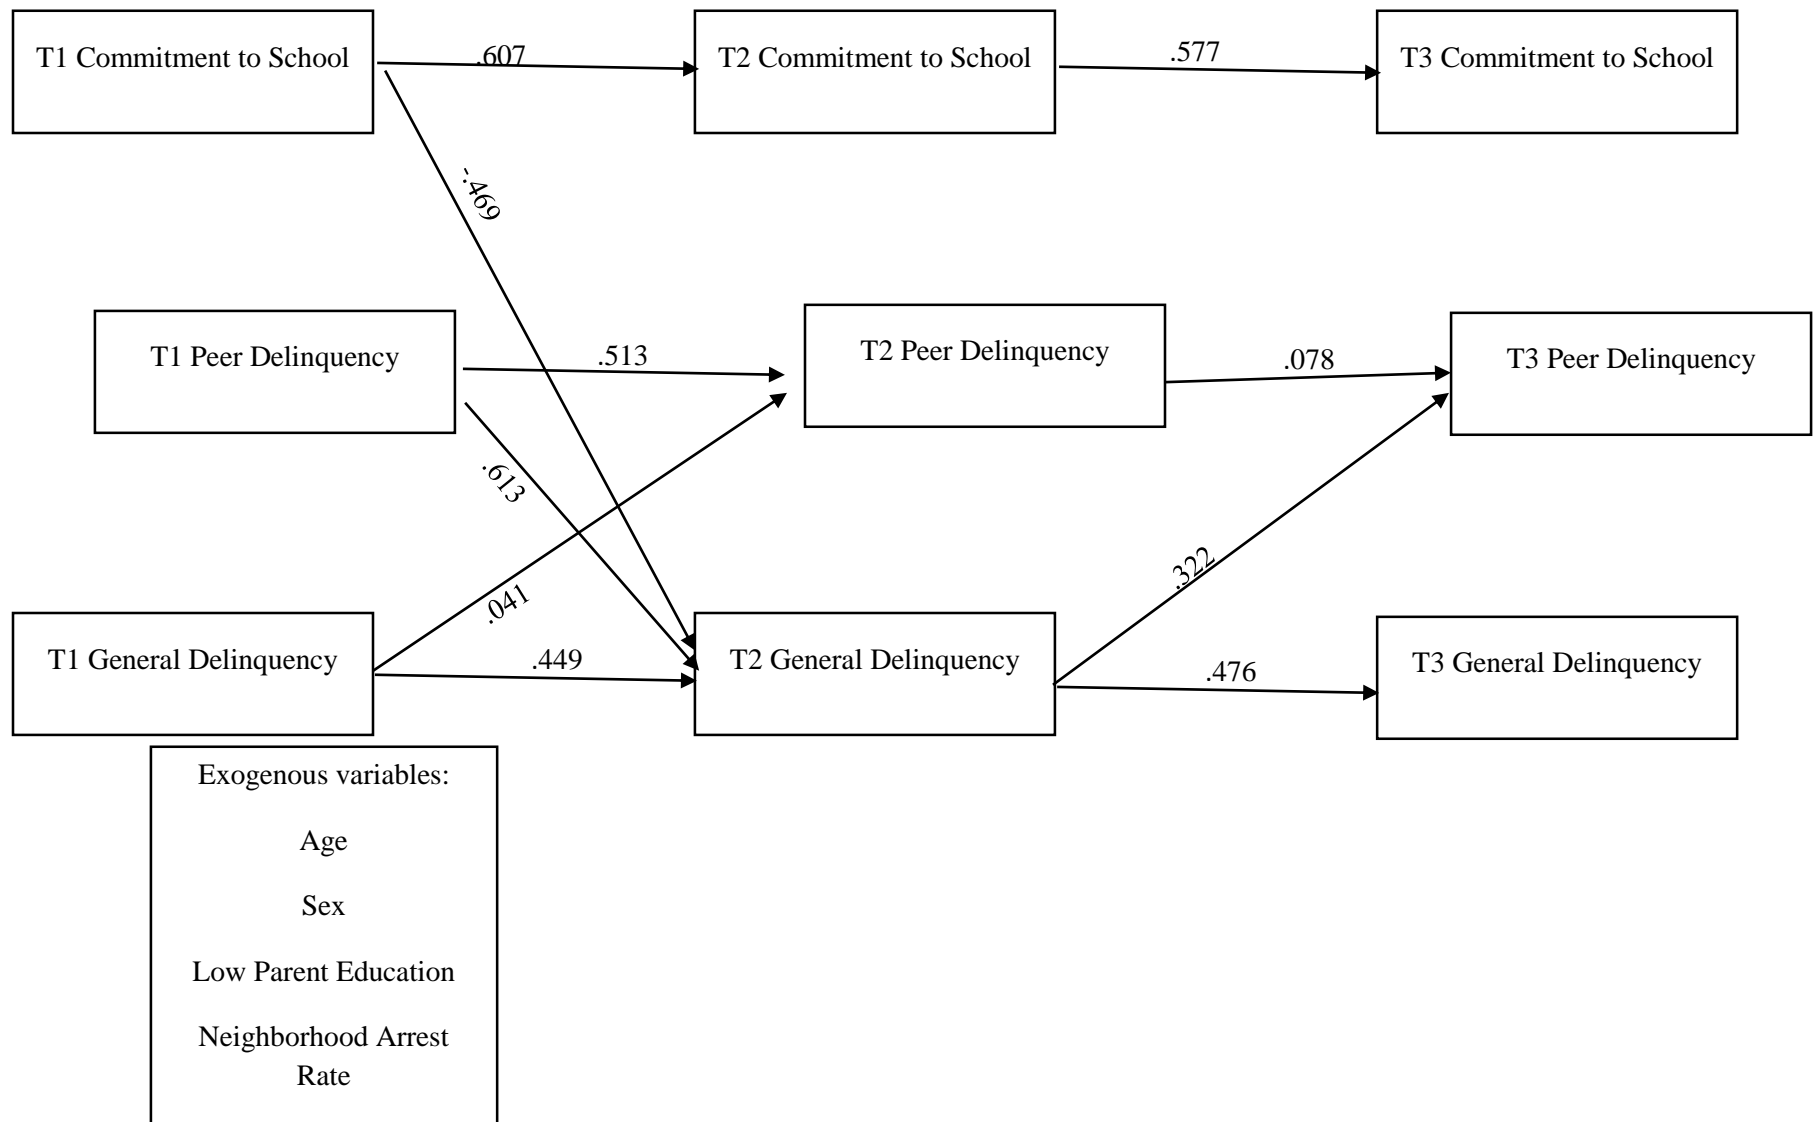 T1 Commitment to School
.607
T2 Commitment to School
.577
T3 Commitment to School
-.469
T1 Peer Delinquency
.513
T2 Peer Delinquency
.078
T3 Peer Delinquency
.613
.041
.322
T1 General Delinquency
.449
T2 General Delinquency
.476
T3 General Delinquency
Exogenous variables:
Age
Sex
Low Parent Education
Neighborhood Arrest
Rate